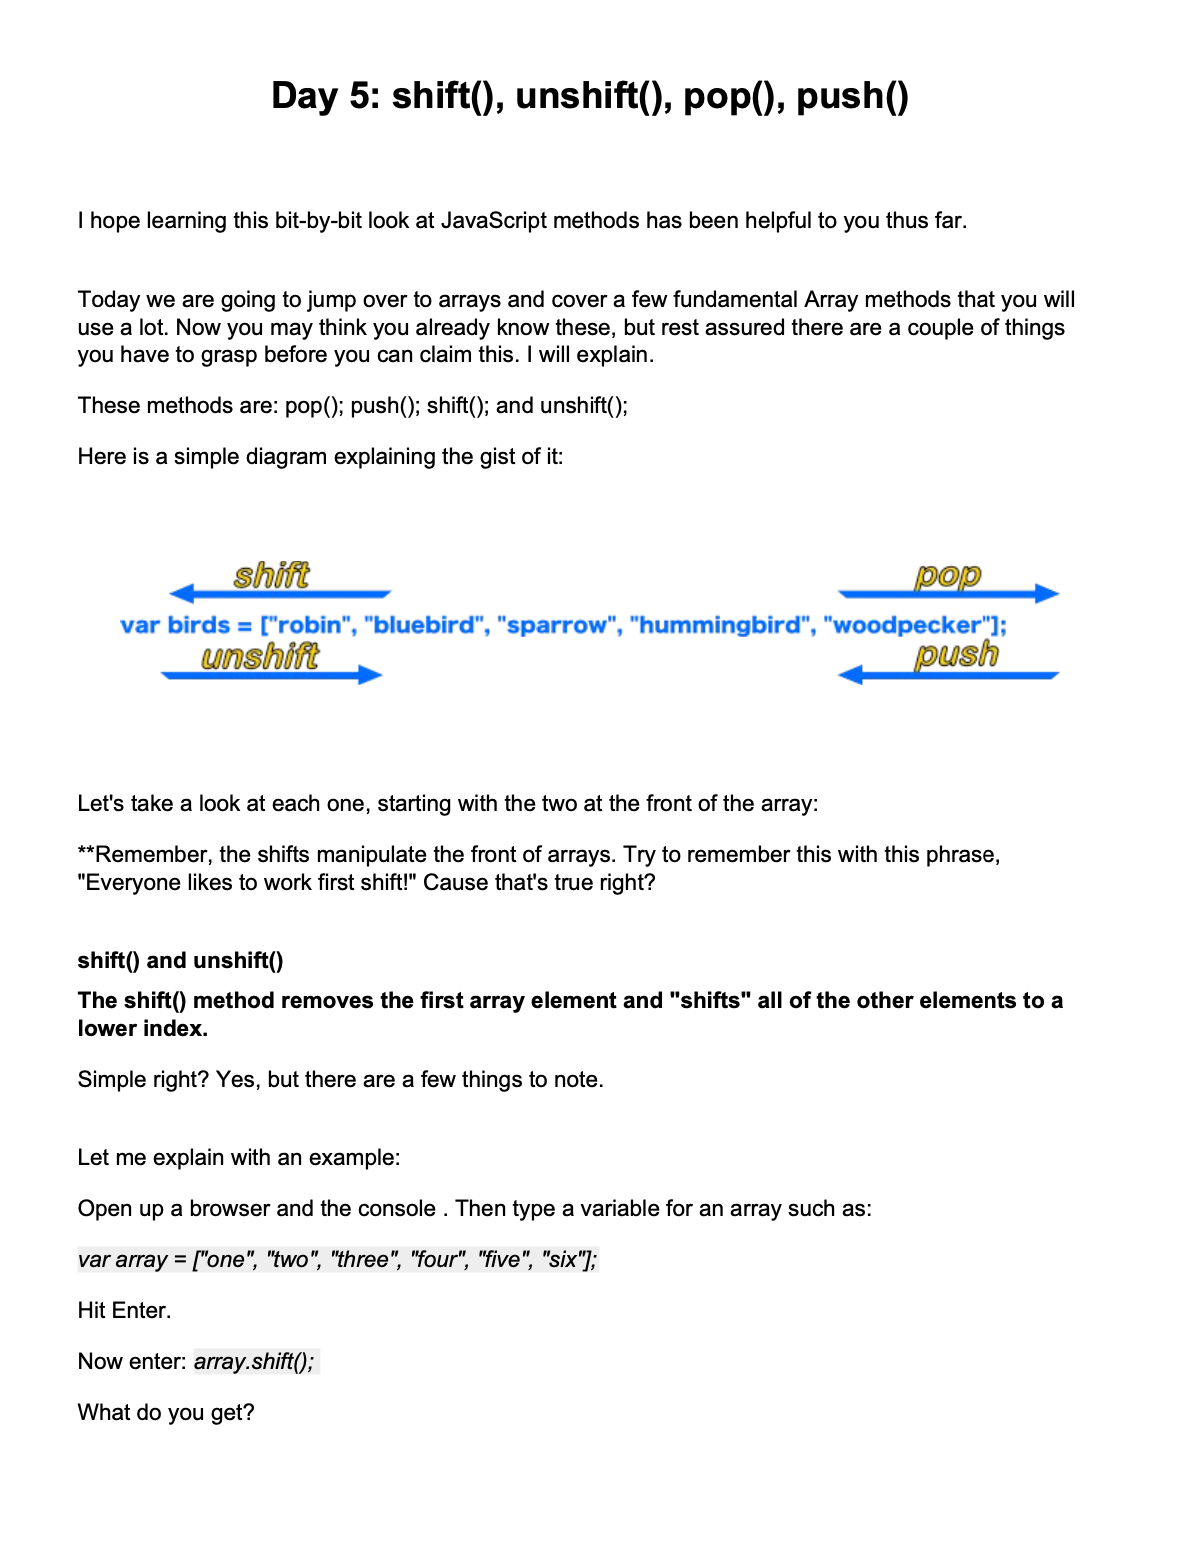 Day 5: shift(), unshift(), pop(), push()
I hope learning this bit-by-bit look at JavaScript methods has been helpful to you thus far.
Today we are going to jump over to arrays and cover a few fundamental Array methods that you will
use a lot. Now you may think you already know these, but rest assured there are a couple of things
you have to grasp before you can claim this. I will explain.
These methods are: pop(); push(); shift(); and unshift();
Here is a simple diagram explaining the gist of it:
shift pop
var birds = ["robin", "bluebird", "sparrow", "hummingbird", "woodpecker"];
unshift push
Let's take a look at each one, starting with the two at the front of the array:
**Remember, the shifts manipulate the front of arrays. Try to remember this with this phrase,
"Everyone likes to work first shift!" Cause that's true right?
shift() and unshift()
The shift() method removes the first array element and "shifts" all of the other elements to a
lower index.
Simple right? Yes, but there are a few things to note.
Let me explain with an example:
Open up a browser and the console . Then type a variable for an array such as:
var array = ["one", "two", "three", "four", "five", "six"];
Hit Enter.
Now enter: array.shift();
What do you get?